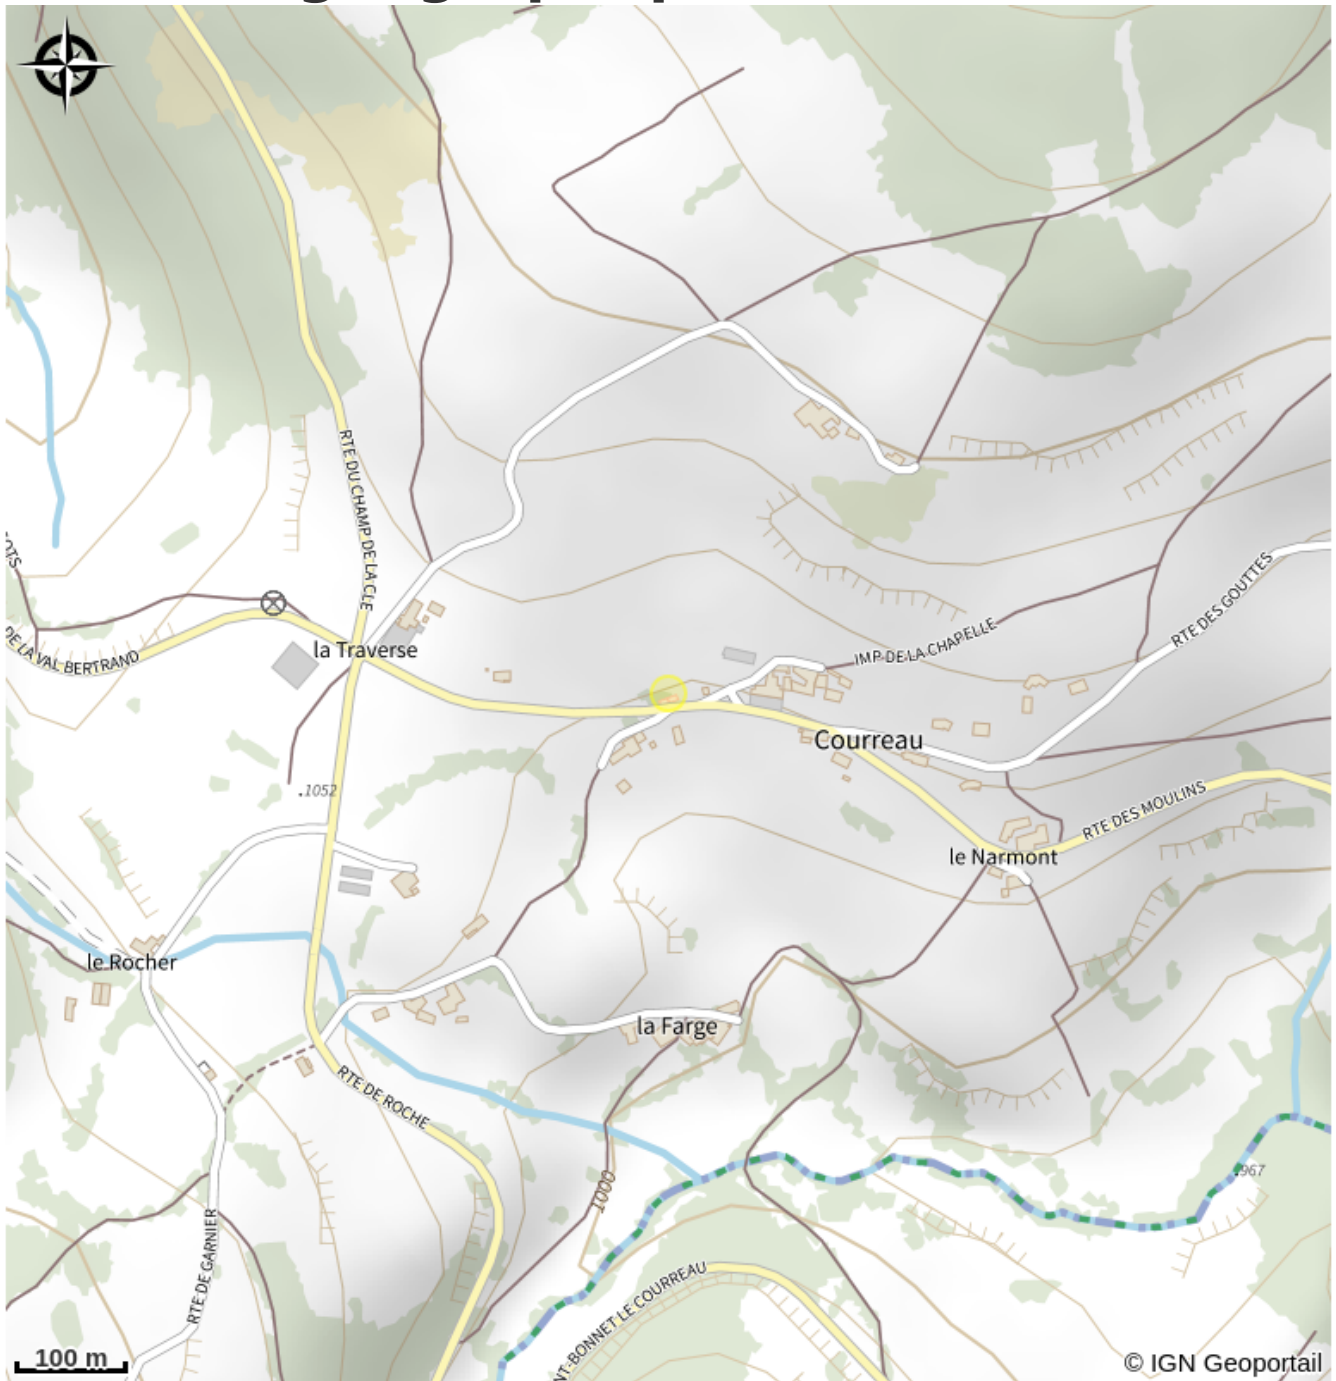 RTE DU CHAMP DE LA CLE
DE LA VAL BERTRAND
la Traverse
IMP DE LA CHAPELLE
RTE DES GOUTTES
Courreau
.1052
RTE DES MOULINS
le Narmont
le Rocher
la Farge
RTE DE ROCHE
1000
.967
RTE DE GARNIER
NT-BONNET LE COURREAU
100 m
© IGN Geoportail